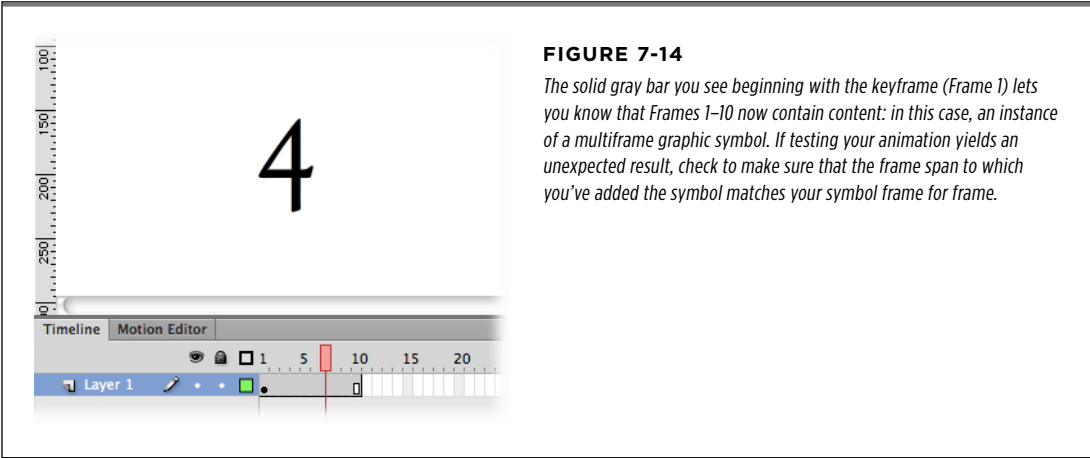 FIGURE 7-14
The solid gray bar you see beginning with the keyframe (Frame 1) lets
you know that Frames 1–10 now contain content: in this case, an instance
of a multiframe graphic symbol. If testing your animation yields an
unexpected result, check to make sure that the frame span to which
you’ve added the symbol matches your symbol frame for frame.
100
150
200
250
4
Timeline Motion Editor
1 5 10 15 20
Layer 1